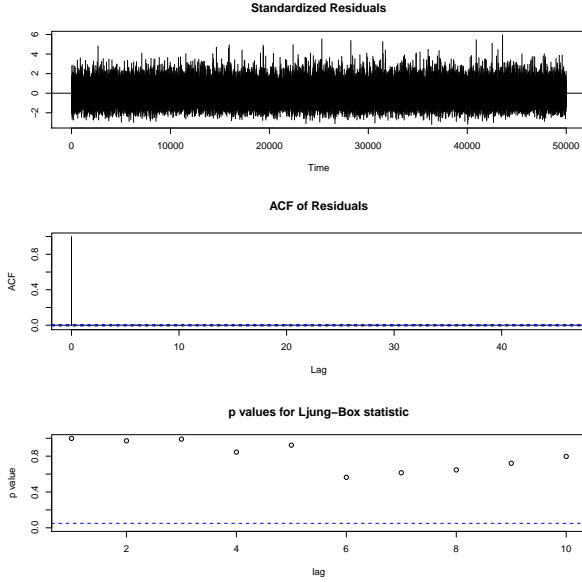 Standardized Residuals
6
4
2
0
−2
0 10000 20000 30000 40000 50000
Time
ACF of Residuals
ACF
0.8
0.4
0.0
0 10 20 30 40
Lag
p values for Ljung−Box statistic
p value
0.8
0.4
0.0
2 4 6 8 10
lag